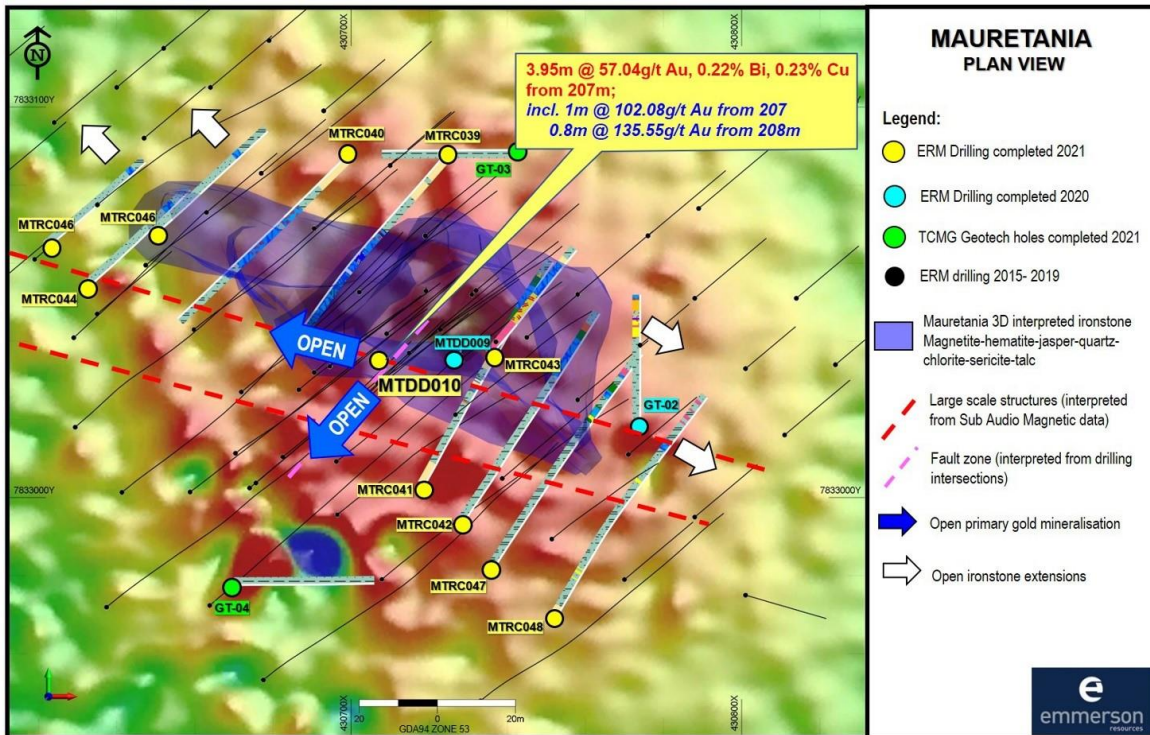 430700X
430800X
N
7833100Y
3.95m @ 57.04g/t Au, 0.22% Bi, 0.23% Cu
from 207m;
incl. 1m @ 102.08g/t Au from 207
0.8m @ 135.55g/t Au from 208m
MTRC040
MTRC039
GT-03
MTRC046
MTRC046
MTRC044
OPEN
MTDD009
MTRC043
MTDD010
OPEN
GT-02
MTRC041
7833000Y
MTRC042
MTRC047
GT-04
MTRC048
430700X
430800X
20
0
20m
GDA94 ZONE 53
MAURETANIA
PLAN VIEW
Legend:
ERM Drilling completed 2021
ERM Drilling completed 2020
TCMG Geotech holes completed 2021
ERM drilling 2015- 2019
Mauretania 3D interpreted ironstone
Magnetite-hematite-jasper-quartz-
chlorite-sericite-talc
Large scale structures (interpreted
from Sub Audio Magnetic data)
Fault zone (interpreted from drilling
intersections)
Open primary gold mineralisation
Open ironstone extensions
e
emmerson
resources